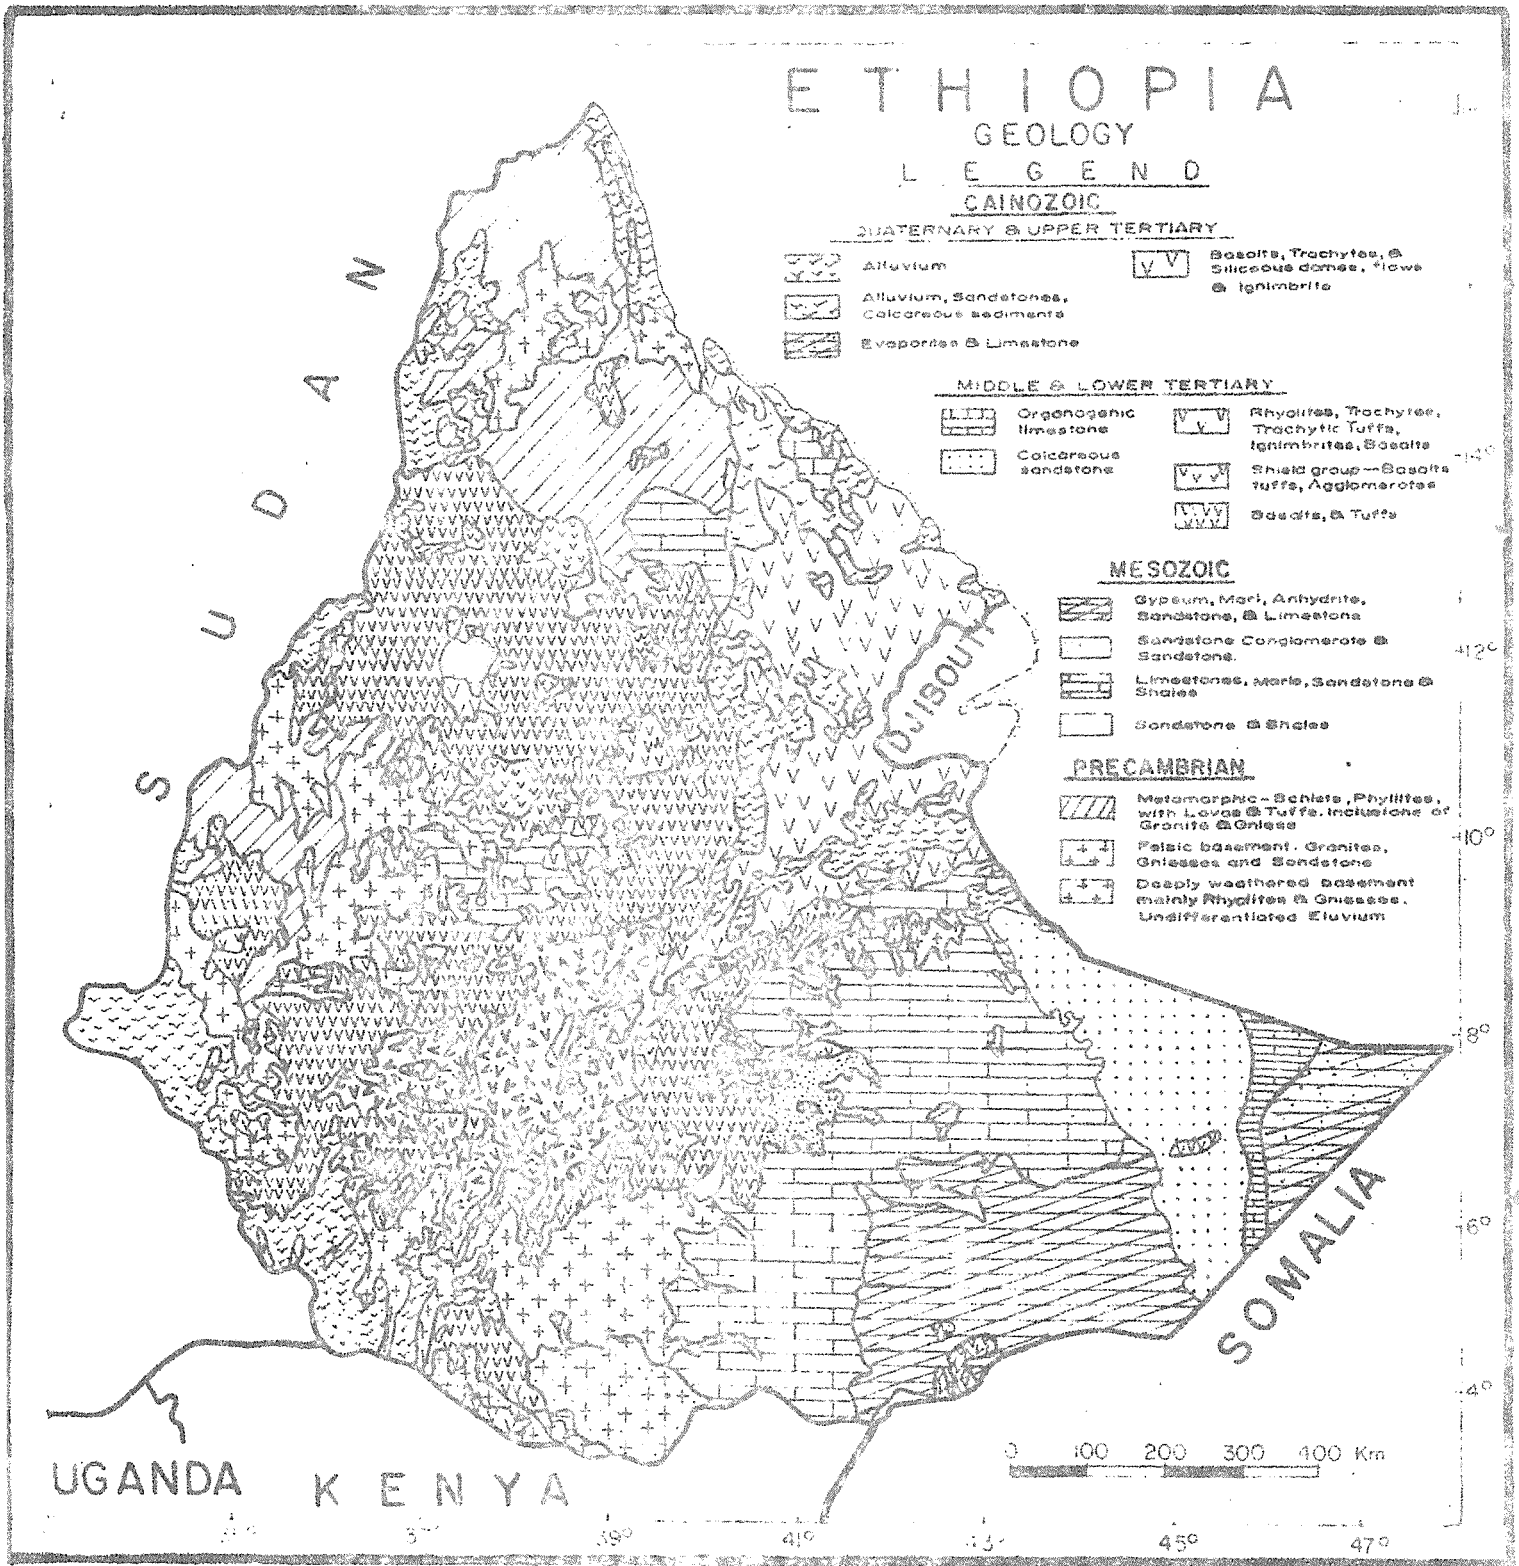 ETHIOPIA
GEOLOGY
LEGEND
CAINOZOIC
QUATERNARY & UPPER TERTIARY
Alluvium
Alluvium, Sandstones,
Calcareous sediments
Evaporites & Limestone
Basalts, Trachytes, &
Siliceous domes, flows
& Ignimbrite
MIDDLE & LOWER TERTIARY
Organogenic
limestone
Calcareous
sandstone
Rhyolites, Trachytes,
Trachytic Tuffs,
Ignimbrites, Basalts
Shield group—Basalts
tuffs, Agglomerates
Basalts, & Tuffs
MESOZOIC
Gypsum, Marl, Anhydrite,
Sandstone, & Limestone
Sandstone Conglomerate &
Sandstone.
Limestones, Marls, Sandstone &
Shales
Sandstone & Shales
PRECAMBRIAN
Metamorphic—Schists, Phyllites,
with Lavas & Tuffs. Inclusions of
Granite & Gniess
Felsic basement. Granites,
Gniesses and Sandstone
Deeply weathered basement
mainly Rhyolites & Gniesses.
Undifferentiated Eluvium
SUDAN
DJIBOUTI
SOMALIA
UGANDA
KENYA
14°
12°
10°
8°
6°
4°
0 100 200 300 400 Km
37°
39°
41°
43°
45°
47°